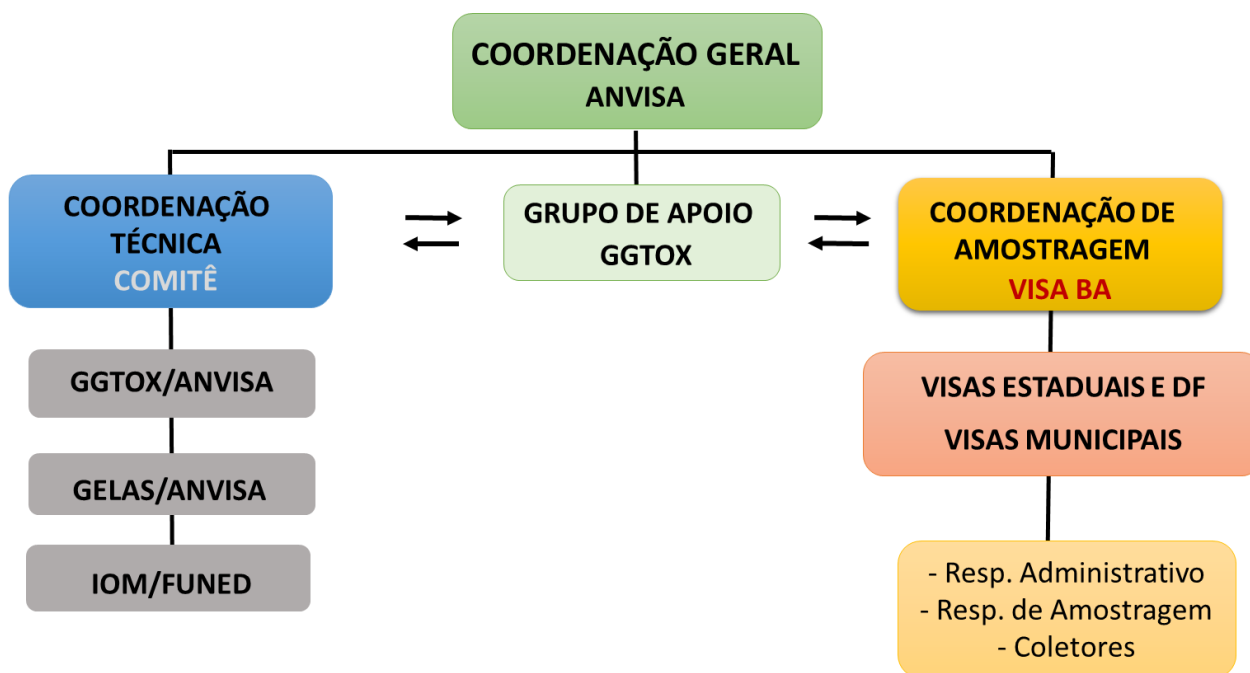 COORDENAÇÃO GERAL
ANVISA
COORDENAÇÃO
TÉCNICA
COMITÊ
GRUPO DE APOIO
GGTOX
COORDENAÇÃO DE
AMOSTRAGEM
VISA BA
GGTOX/ANVISA
GELAS/ANVISA
IOM/FUNED
VISAS ESTADUAIS E DF
VISAS MUNICIPAIS
- Resp. Administrativo
- Resp. de Amostragem
- Coletores